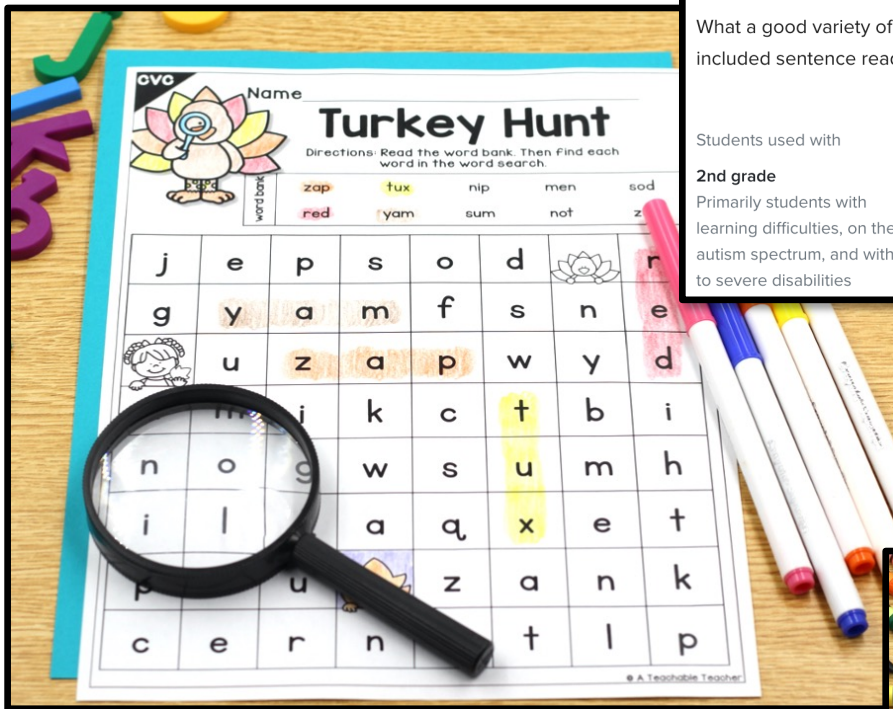 What a good variety of
included sentence
Students used with
2nd grade
Primarily students with
learning difficulties, on the
autism spectrum, and with
to severe disabilities
CVC
Name
Turkey Hunt
Directions: Read the word bank. Then find each
word in the word search.
word bank
zap tux nip men sod
red yam sum not
j e p s o d r
g y a m f s n e
u z a p w y d
m i k c t b i
n o g w s u m h
i l a q x e t
p u z a n k
c e r n t l p
© A Teachable Teacher